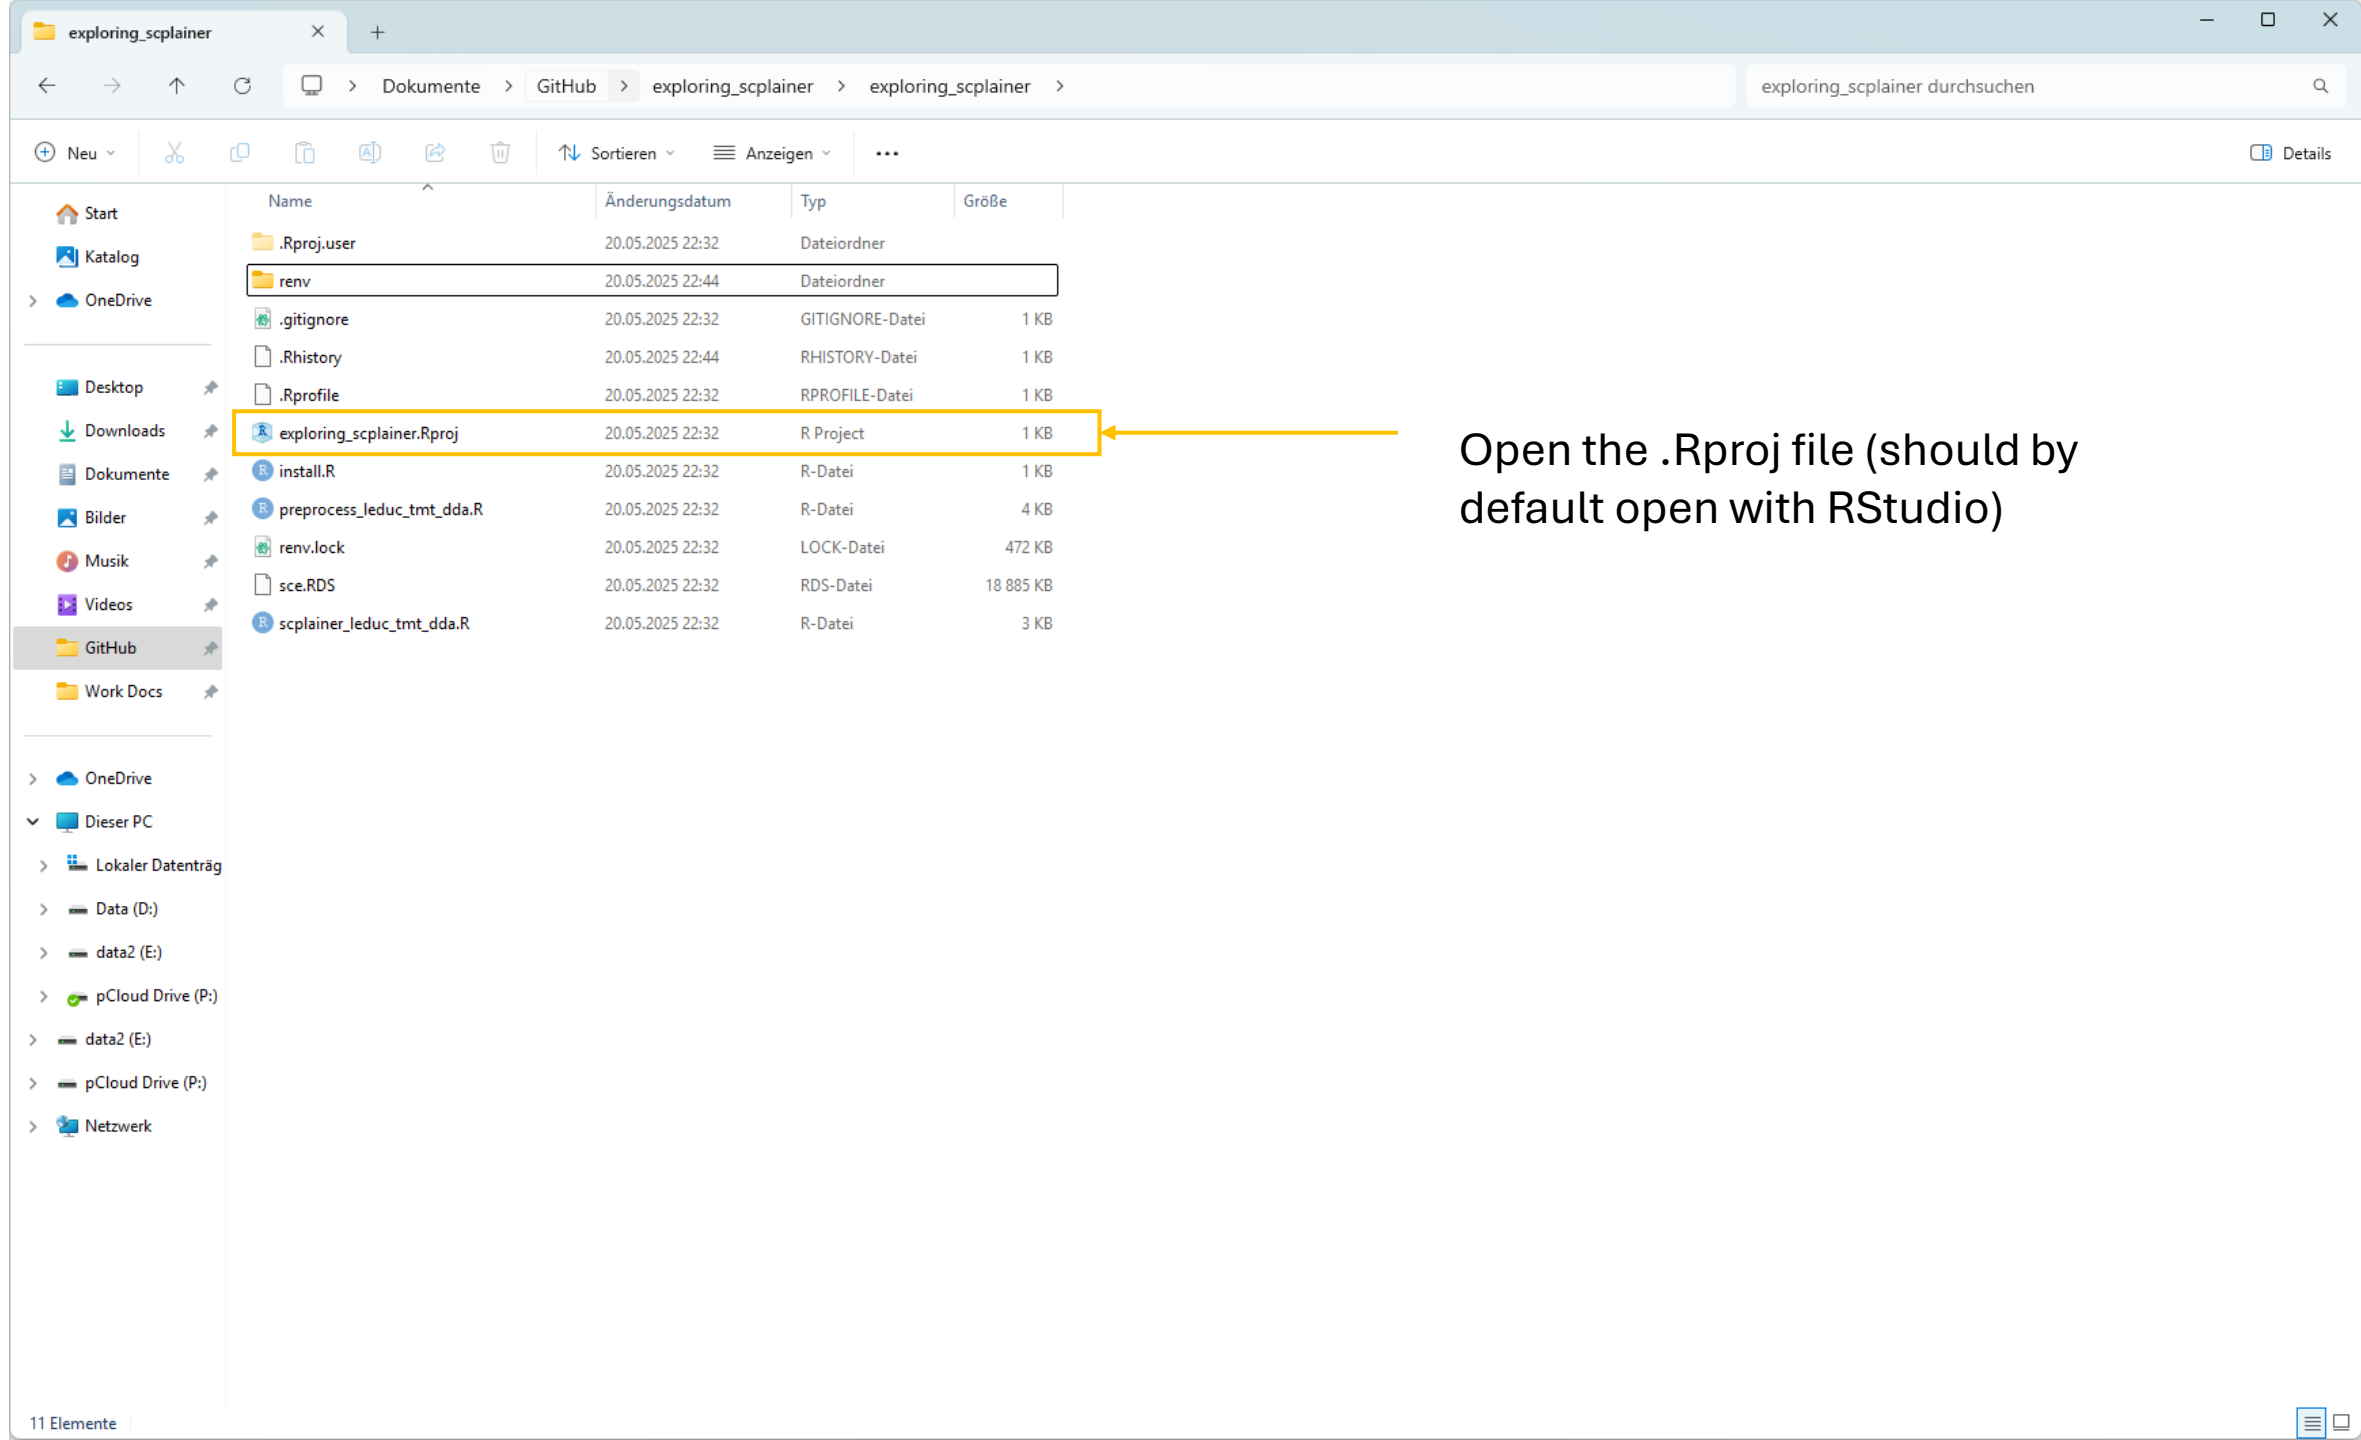 exploring_scplainer
Dokumente > GitHub > exploring_scplainer > exploring_scplainer >
exploring_scplainer durchsuchen
Neu
Sortieren
Anzeigen
Details
Name Änderungsdatum Typ Größe
.Rproj.user 20.05.2025 22:32 Dateiordner
renv 20.05.2025 22:44 Dateiordner
.gitignore 20.05.2025 22:32 GITIGNORE-Datei 1 KB
.Rhistory 20.05.2025 22:44 RHISTORY-Datei 1 KB
.Rprofile 20.05.2025 22:32 RPROFILE-Datei 1 KB
exploring_scplainer.Rproj 20.05.2025 22:32 R Project 1 KB
install.R 20.05.2025 22:32 R-Datei 1 KB
preprocess_leduc_tmt_dda.R 20.05.2025 22:32 R-Datei 4 KB
renv.lock 20.05.2025 22:32 LOCK-Datei 472 KB
sce.RDS 20.05.2025 22:32 RDS-Datei 18 885 KB
scplainer_leduc_tmt_dda.R 20.05.2025 22:32 R-Datei 3 KB
Start
Katalog
OneDrive
Desktop
Downloads
Dokumente
Bilder
Musik
Videos
GitHub
Work Docs
OneDrive
Dieser PC
Lokaler Datenträg
Data (D:)
data2 (E:)
pCloud Drive (P:)
data2 (E:)
pCloud Drive (P:)
Netzwerk
Open the .Rproj file (should by
default open with RStudio)
11 Elemente